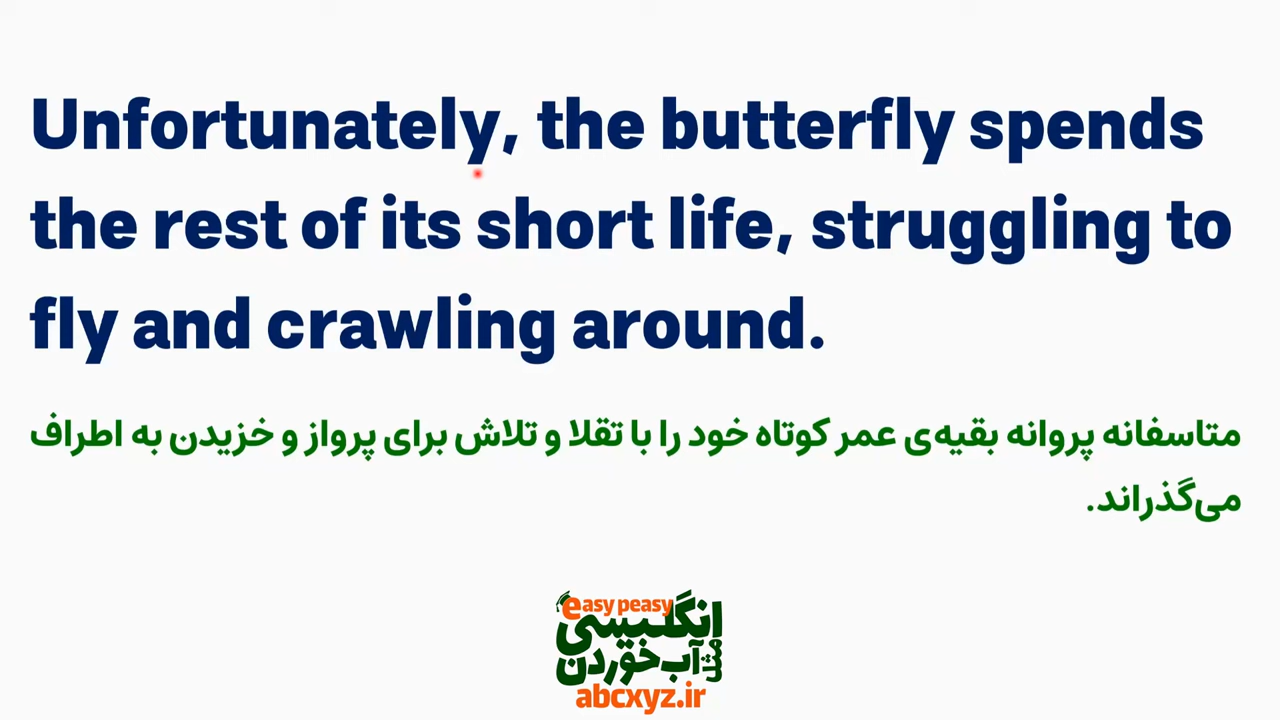 Unfortunately, the butterfly spends
the rest of its short life, struggling to
fly and crawling around.
متاسفانه پروانه بقیه‌ی عمر کوتاه خود را با تقلا و تلاش برای پرواز و خزیدن به اطراف
می‌گذراند.
easy peasy
انگلیسی
مثل آب خوردن
abcxyz.ir